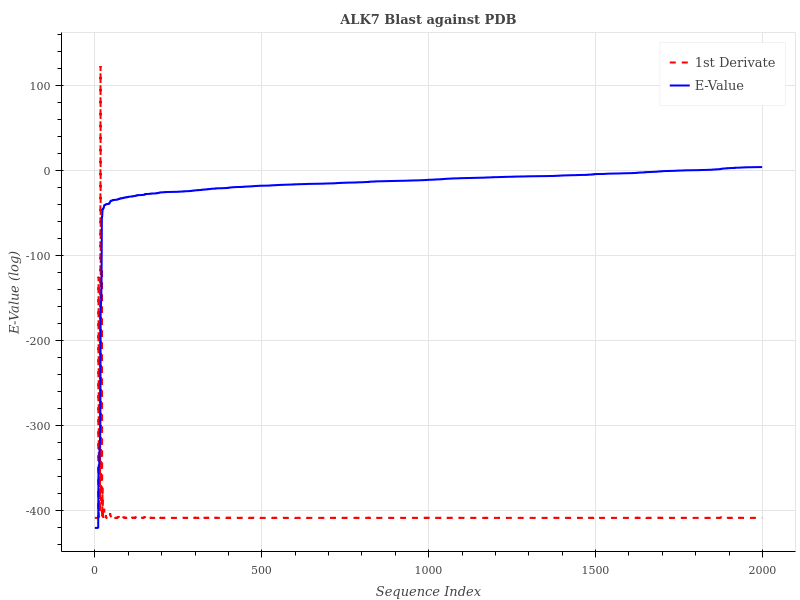 ALK7 Blast against PDB
1st Derivate
E-Value
100
0
-100
-200
-300
-400
E-Value (log)
0
500
1000
1500
2000
Sequence Index